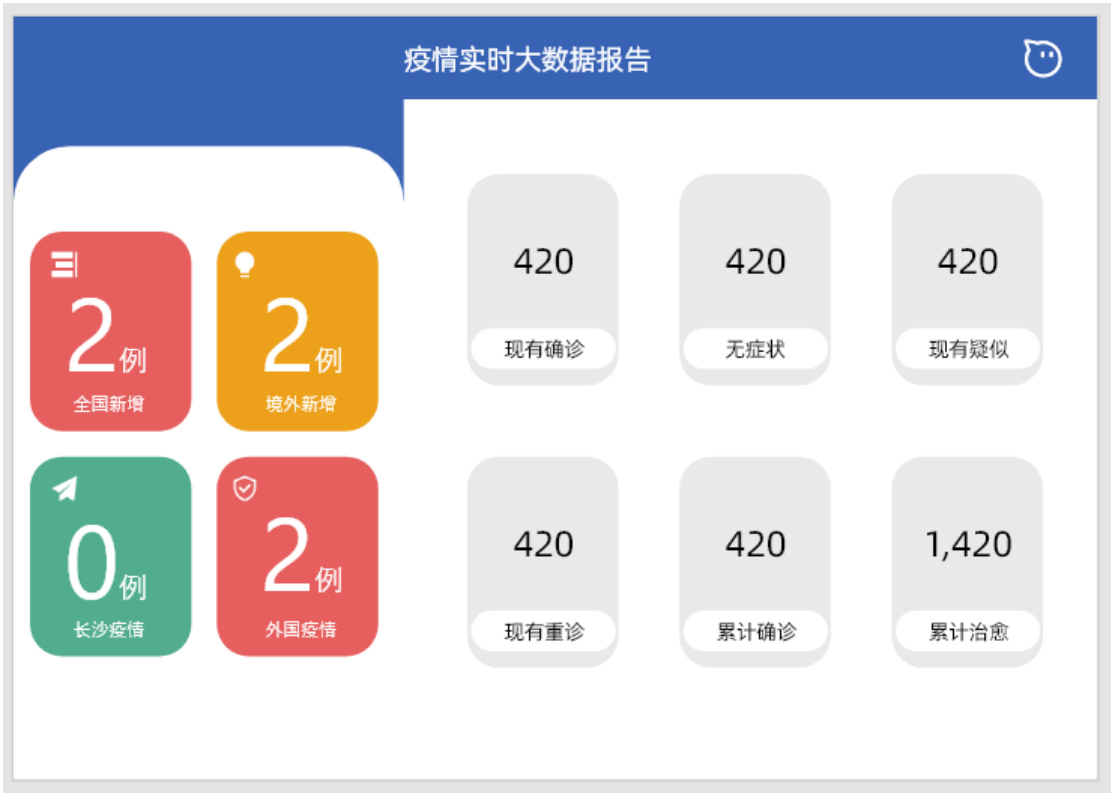 疫情实时大数据报告
2例
全国新增
2例
境外新增
0例
长沙疫情
2例
外国疫情
420
现有确诊
420
无症状
420
现有疑似
420
现有重诊
420
累计确诊
1,420
累计治愈